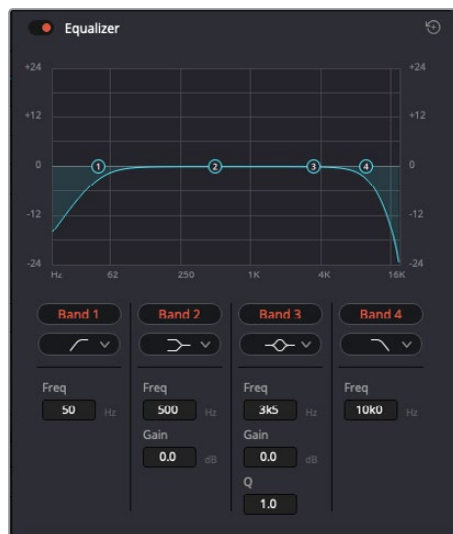 Equalizer
+24 +24
+12 +12
0 0
1 2 3 4
-12 -12
-24 -24
Hz 62 250 1K 4K 16K
Band 1 Band 2 Band 3 Band 4
Freq Freq Freq Freq
50 Hz 500 Hz 3k5 Hz 10k0 Hz
Gain Gain
0.0 dB 0.0 dB
Q
1.0